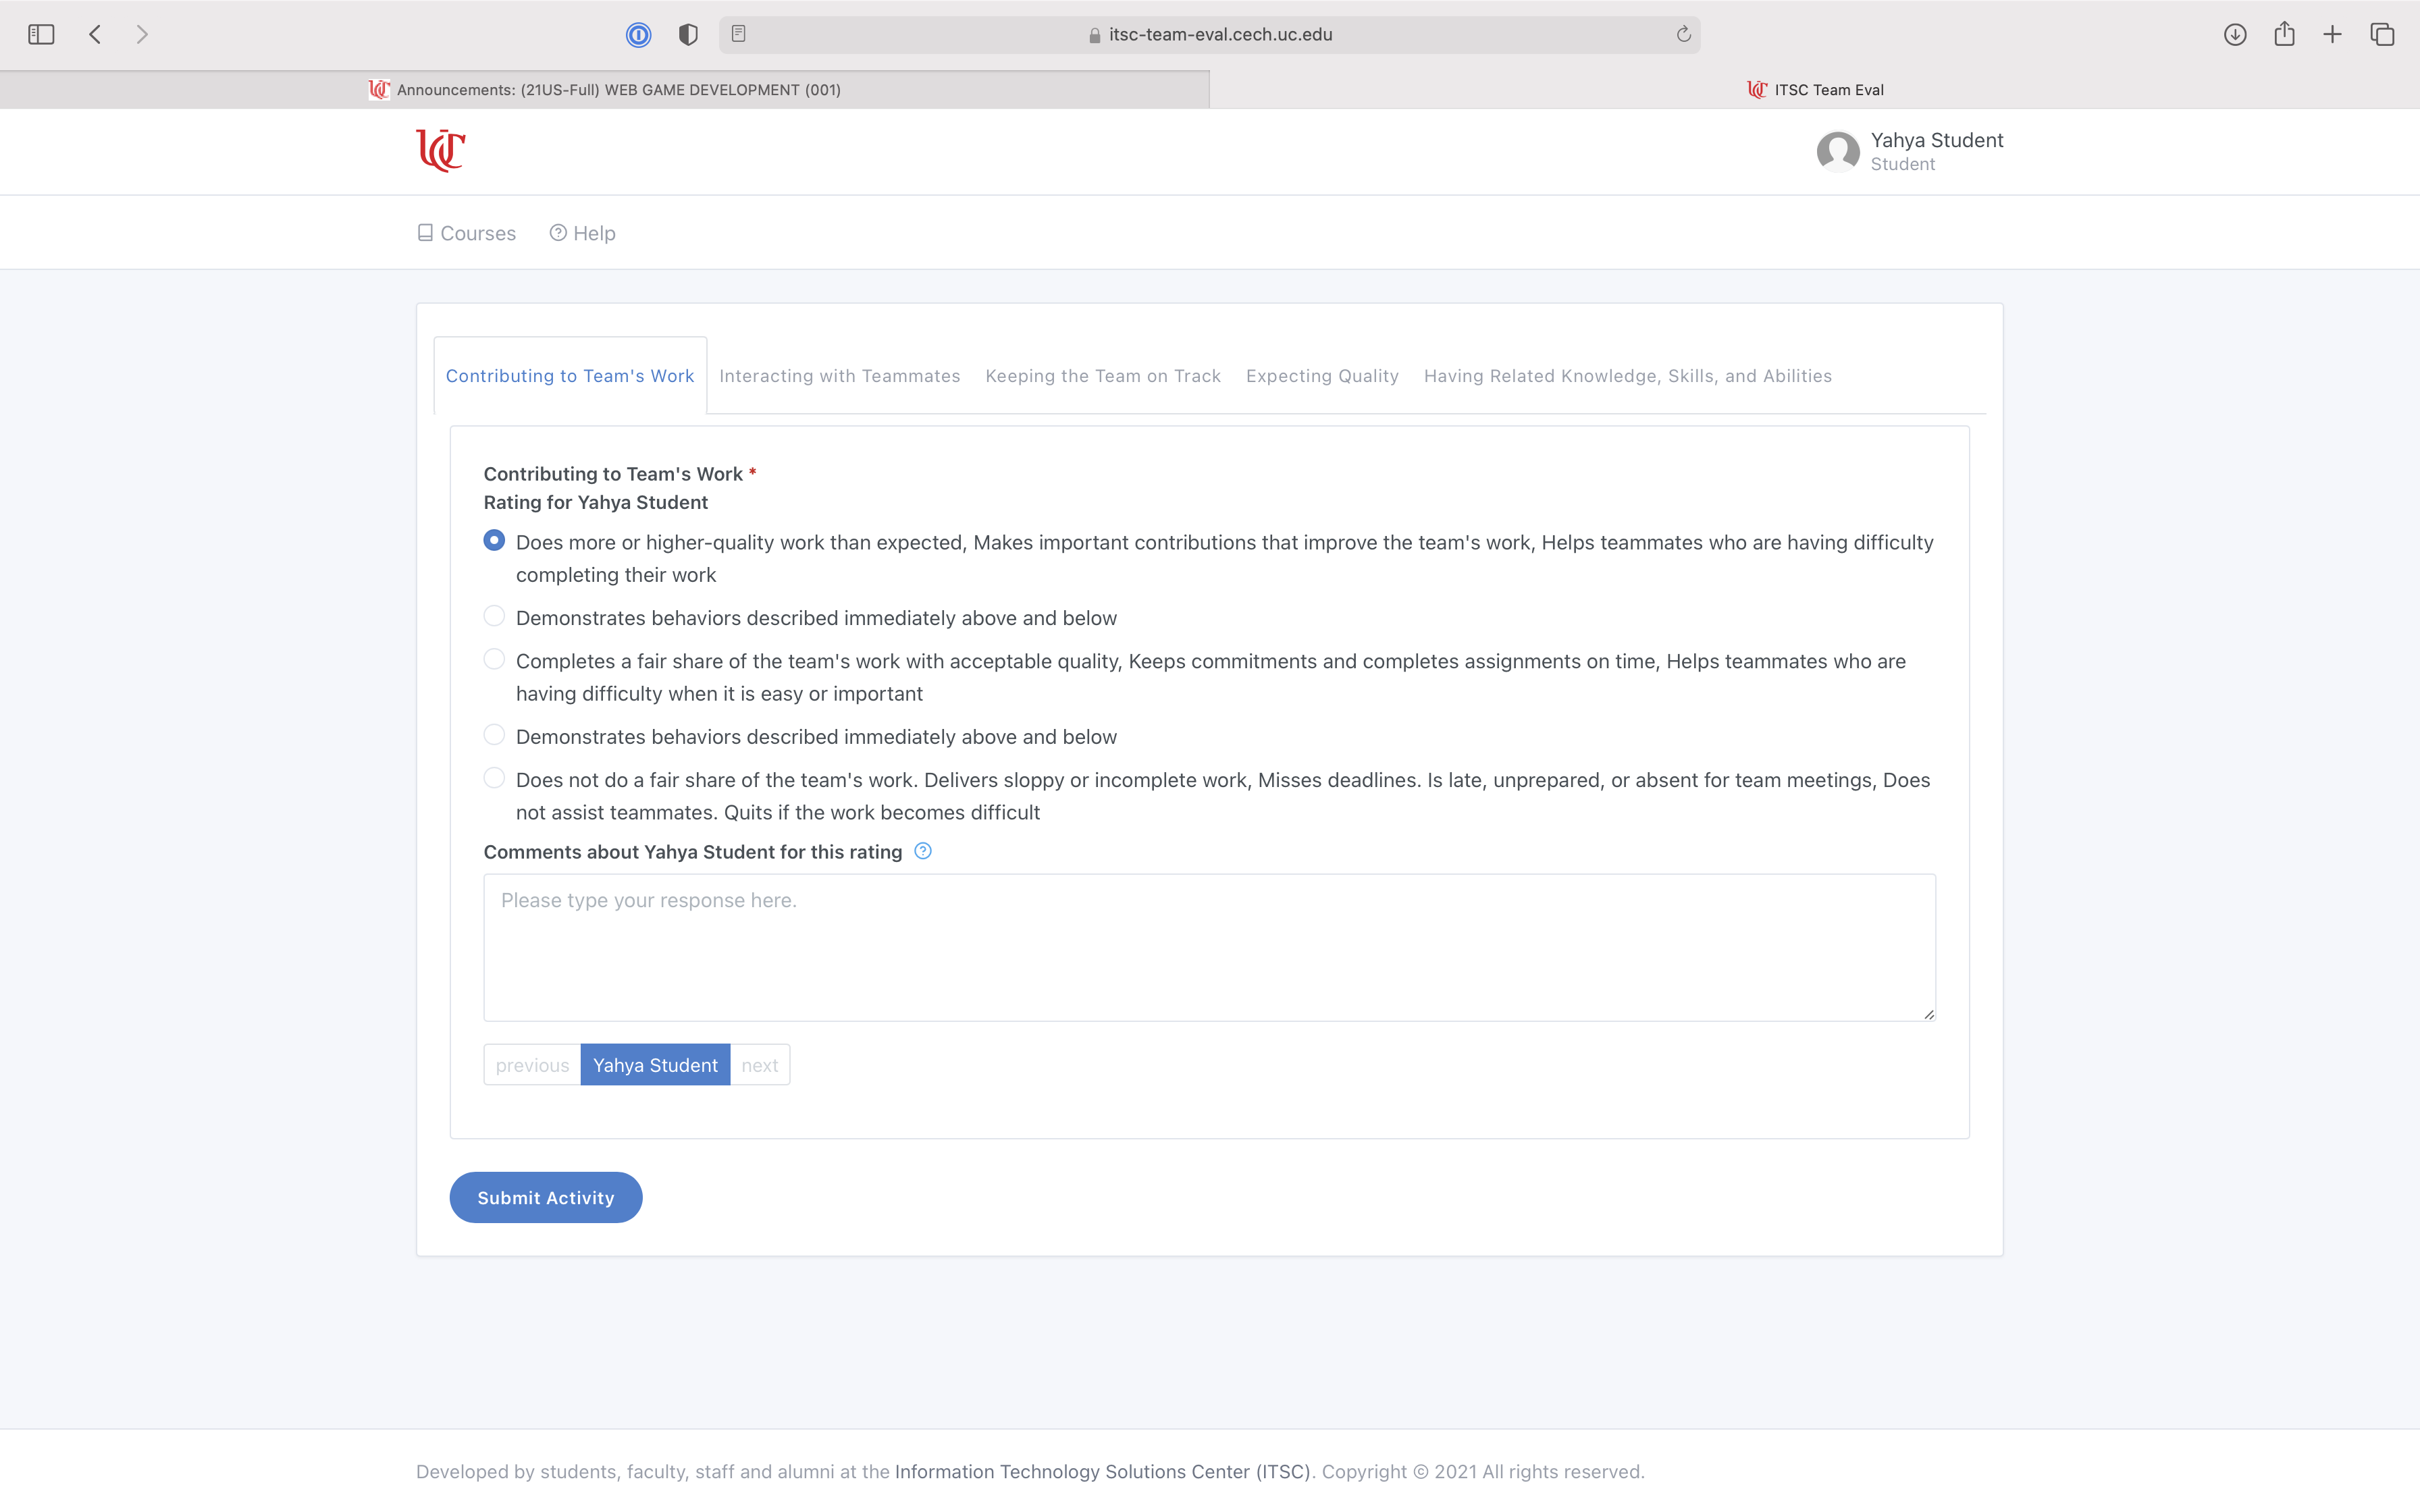 itsc-team-eval.cech.uc.edu
Announcements: (21US-Full) WEB GAME DEVELOPMENT (001)
ITSC Team Eval
UC
Yahya Student
Student
Courses
Help
Contributing to Team's Work
Interacting with Teammates
Keeping the Team on Track
Expecting Quality
Having Related Knowledge, Skills, and Abilities
Contributing to Team's Work *
Rating for Yahya Student
Does more or higher-quality work than expected, Makes important contributions that improve the team's work, Helps teammates who are having difficulty
completing their work
Demonstrates behaviors described immediately above and below
Completes a fair share of the team's work with acceptable quality, Keeps commitments and completes assignments on time, Helps teammates who are
having difficulty when it is easy or important
Demonstrates behaviors described immediately above and below
Does not do a fair share of the team's work. Delivers sloppy or incomplete work, Misses deadlines. Is late, unprepared, or absent for team meetings, Does
not assist teammates. Quits if the work becomes difficult
Comments about Yahya Student for this rating
Please type your response here.
previous
Yahya Student
next
Submit Activity
Developed by students, faculty, staff and alumni at the Information Technology Solutions Center (ITSC). Copyright © 2021 All rights reserved.